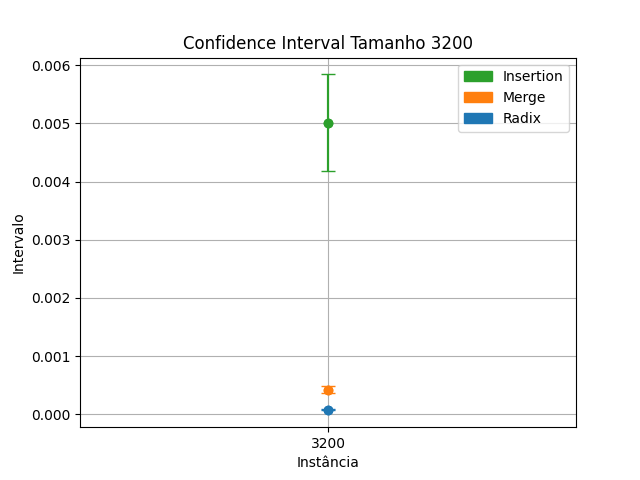 Confidence Interval Tamanho 3200
Insertion
Merge
Radix
Intervalo
0.006
0.005
0.004
0.003
0.002
0.001
0.000
3200
Instância